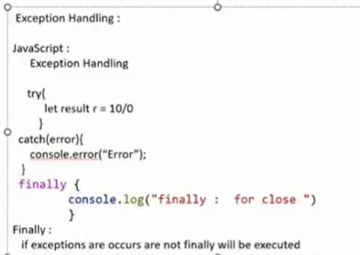 Exception Handling :
JavaScript :
Exception Handling
try{
let result r = 10/0
}
catch(error){
console.error("Error");
}
finally {
console.log("finally :  for close ")
}
Finally :
if exceptions are occurs are not finally will be executed